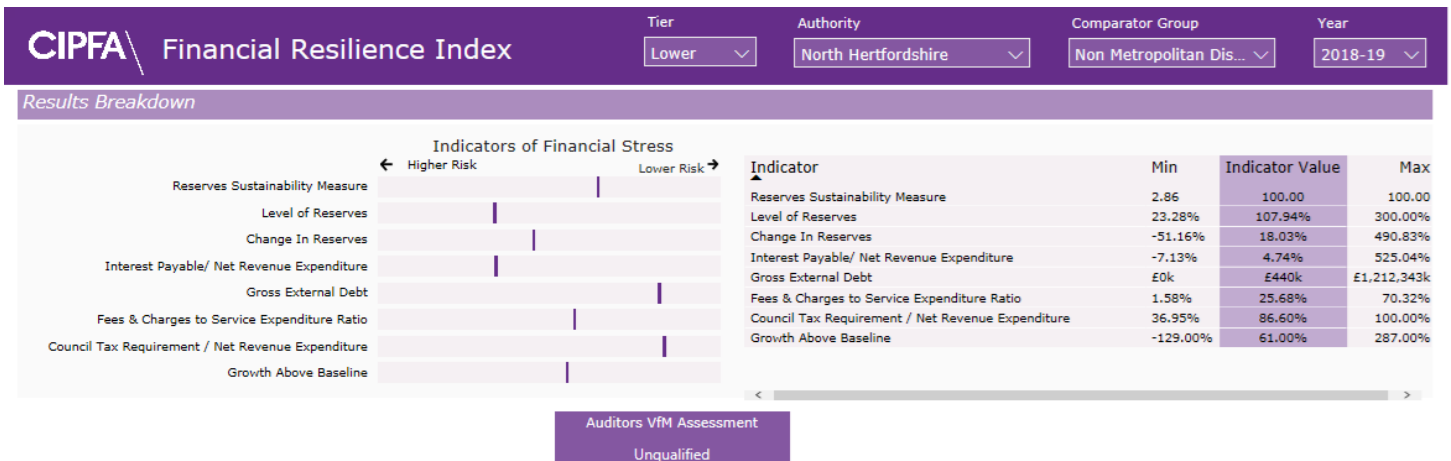 Tier Authority Comparator Group Year
CIPFA\ Financial Resilience Index
Lower North Hertfordshire Non Metropolitan Dis... 2018-19
Results Breakdown
Indicators of Financial Stress
← Higher Risk Lower Risk →
Reserves Sustainability Measure
Level of Reserves
Change In Reserves
Interest Payable/ Net Revenue Expenditure
Gross External Debt
Fees & Charges to Service Expenditure Ratio
Council Tax Requirement / Net Revenue Expenditure
Growth Above Baseline
Indicator Min Indicator Value Max
Reserves Sustainability Measure 2.86 100.00 100.00
Level of Reserves 23.28% 107.94% 300.00%
Change In Reserves -51.16% 18.03% 490.83%
Interest Payable/ Net Revenue Expenditure -7.13% 4.74% 525.04%
Gross External Debt £0k £440k £1,212,343k
Fees & Charges to Service Expenditure Ratio 1.58% 25.68% 70.32%
Council Tax Requirement / Net Revenue Expenditure 36.95% 86.60% 100.00%
Growth Above Baseline -129.00% 61.00% 287.00%
Auditors VfM Assessment
Unqualified